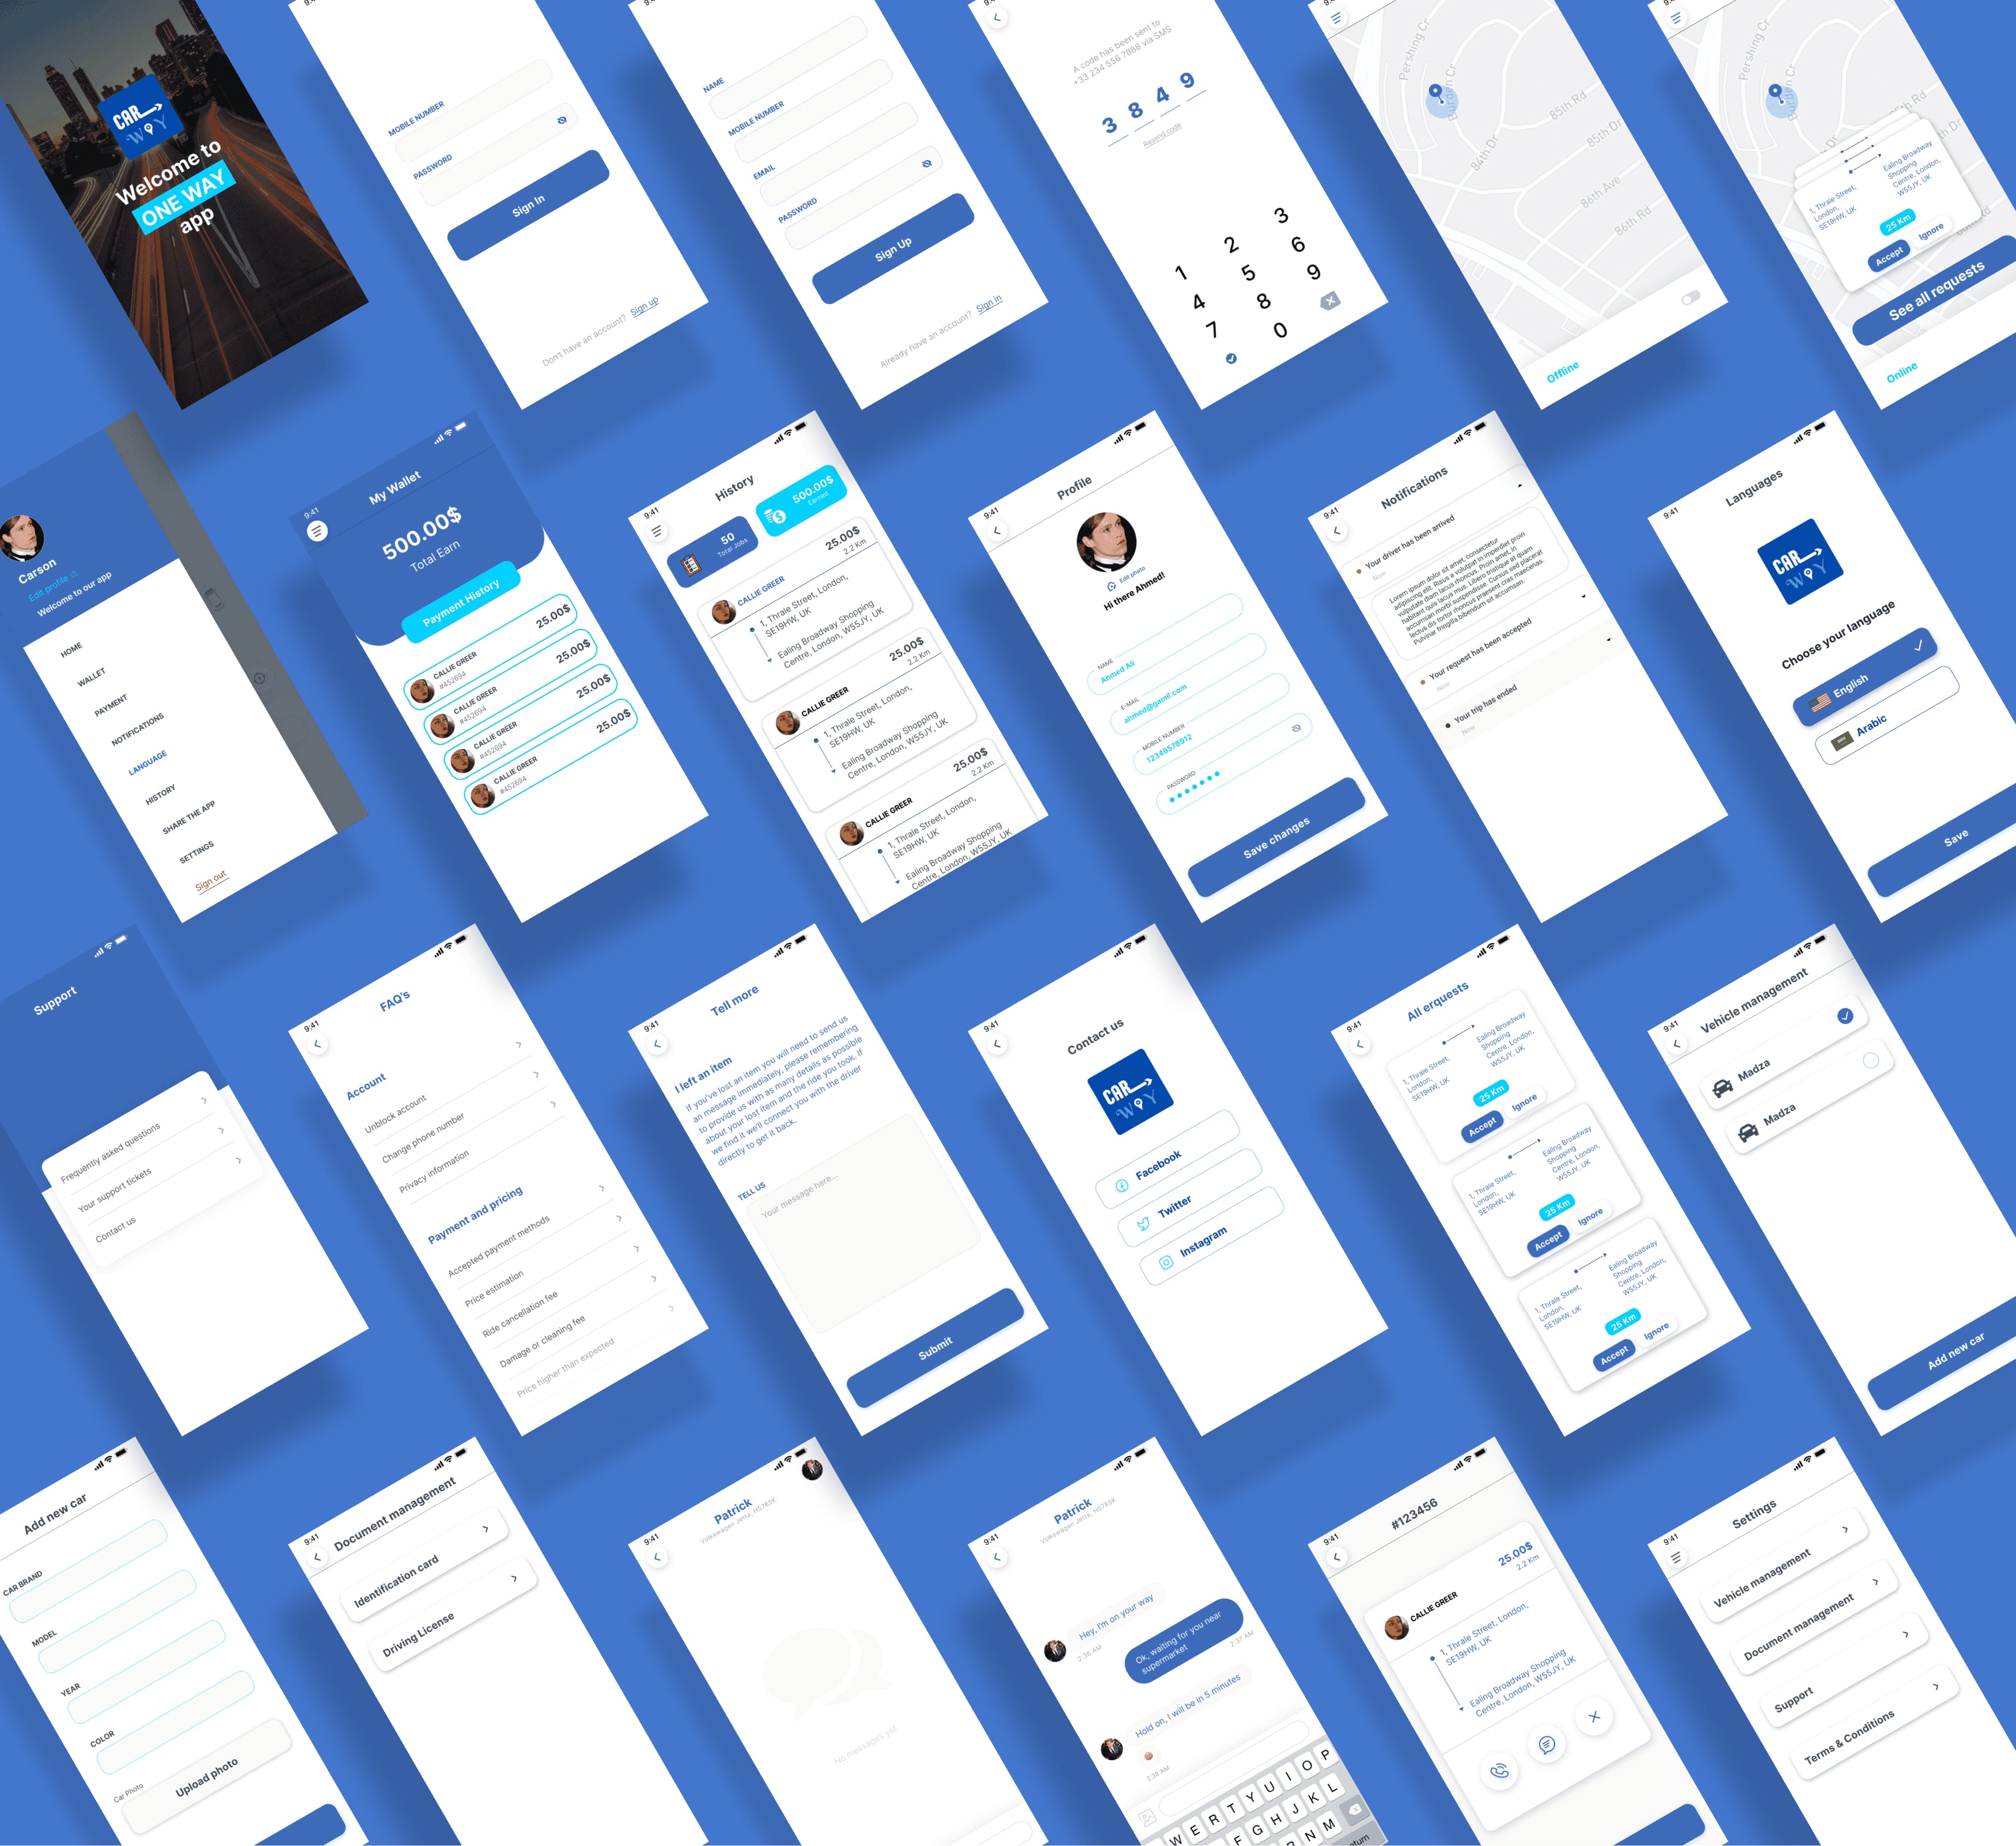 CAR
WAY
Welcome to
ONE WAY
app
MOBILE NUMBER
PASSWORD
Sign In
Don't have an account? Sign up
NAME
MOBILE NUMBER
EMAIL
PASSWORD
Sign Up
Already have an account? Sign in
A code has been sent to
+33 234 556 7888 via SMS
3 8 4 9
Resend code
1 2 3
4 5 6
7 8 9
0
Pershing Cr
Burden Cr
84th Dr
85th Rd
85th Dr
86th Ave
86th Rd
Offline
Pershing Cr
1, Thrale Street,
London,
SE19HW, UK
Ealing Broadway
Shopping
Centre, London,
W55JY, UK
25 Km
Accept
Ignore
See all requests
Online
Carson
Edit profile
Welcome to our app
HOME
WALLET
PAYMENT
NOTIFICATIONS
LANGUAGE
HISTORY
SHARE THE APP
SETTINGS
Sign out
9:41
My Wallet
500.00$
Total Earn
Payment History
CALLIE GREER
#452694
25.00$
CALLIE GREER
#452694
25.00$
CALLIE GREER
#452694
25.00$
CALLIE GREER
#452694
25.00$
9:41
History
50
Total Jobs
500.00$
Earned
CALLIE GREER
25.00$
2.2 Km
1, Thrale Street, London,
SE19HW, UK
Ealing Broadway Shopping
Centre, London, W55JY, UK
CALLIE GREER
25.00$
2.2 Km
1, Thrale Street, London,
SE19HW, UK
Ealing Broadway Shopping
Centre, London, W55JY, UK
CALLIE GREER
25.00$
2.2 Km
1, Thrale Street, London,
SE19HW, UK
Ealing Broadway Shopping
Centre, London, W55JY, UK
9:41
Profile
Edit photo
Hi there Ahmed!
NAME
Ahmed Ali
E-MAIL
ahmed@gamil.com
MOBILE NUMBER
12346578912
PASSWORD
Save changes
9:41
Notifications
Your driver has been arrived
Now
Lorem ipsum dolor sit amet, consectetur
adipiscing elit. Risus a volutpat in imperdiet proin
vulputate diam lacus rhoncus. Proin amet, in
habitant quis lacus mus. Libero tristique at quam
accumsan morbi suspendisse. Cursus sed placerat
lectus dis tortor rhoncus praesent cras maecenas.
Pulvinar fringilla bibendum sit accumsan.
Your request has been accepted
Now
Your trip has ended
Now
9:41
Languages
CAR
WAY
Choose your language
English
Arabic
Save
Support
Frequently asked questions
Your support tickets
Contact us
9:41
FAQ's
Account
Unblock account
Change phone number
Privacy information
Payment and pricing
Accepted payment methods
Price estimation
Ride cancellation fee
Damage or cleaning fee
Price higher than expected
9:41
Tell more
I left an item
If you've lost an item you will need to send us
an message immediately, please remembering
to provide us with as many details as possible
about your lost item and the ride you took. If
we find it we'll connect you with the driver
directly to get it back.
TELL US
Your message here...
Submit
9:41
Contact us
CAR
WAY
Facebook
Twitter
Instagram
9:41
All erquests
1, Thrale Street,
London,
SE19HW, UK
Ealing Broadway
Shopping
Centre, London,
W55JY, UK
25 Km
Accept
Ignore
1, Thrale Street,
London,
SE19HW, UK
Ealing Broadway
Shopping
Centre, London,
W55JY, UK
25 Km
Accept
Ignore
1, Thrale Street,
London,
SE19HW, UK
Ealing Broadway
Shopping
Centre, London,
W55JY, UK
25 Km
Accept
Ignore
9:41
Vehicle management
Madza
Madza
Add new car
Add new car
CAR BRAND
MODEL
YEAR
COLOR
Car Photo
Upload photo
9:41
Document management
Identification card
Driving License
9:41
Patrick
Volkswagen Jetta, HS785K
No messages yet
9:41
Patrick
Volkswagen Jetta, HS785K
Hey, I'm on your way
2:36 AM
Ok, waiting for you near
supermarket
2:37 AM
Hold on, I will be in 5 minutes
2:38 AM
W E R T Y U I O P
F G H J K L
B N M
9:41
#123456
CALLIE GREER
25.00$
2.2 Km
1, Thrale Street, London,
SE19HW, UK
Ealing Broadway Shopping
Centre, London, W55JY, UK
9:41
Settings
Vehicle management
Document management
Support
Terms & Conditions